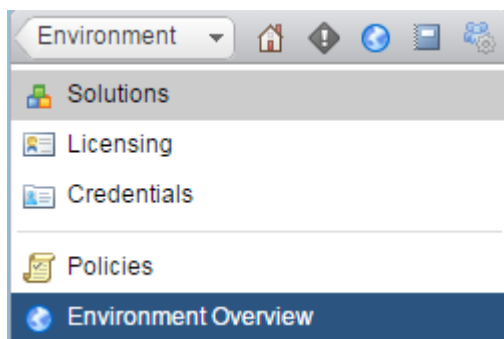 Environment
Solutions
Licensing
Credentials
Policies
Environment Overview